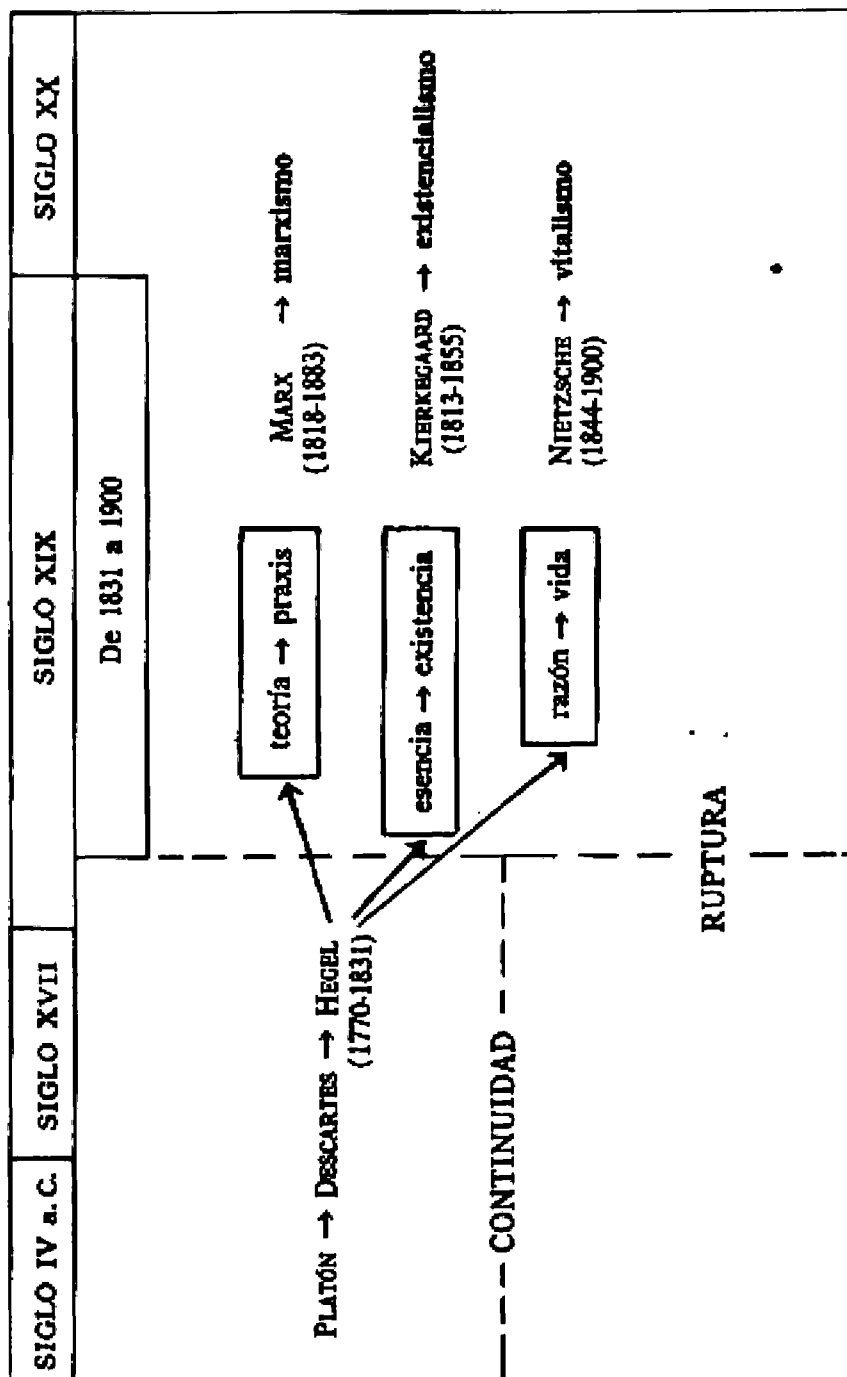 SIGLO IV a. C.
SIGLO XVII
SIGLO XIX
SIGLO XX
De 1831 a 1900
PLATÓN → DESCARTES → HEGEL
(1770-1831)
teoría → praxis
MARX → marxismo
(1818-1883)
esencia → existencia
KIERKEGAARD → existencialismo
(1813-1855)
razón → vida
NIETZSCHE → vitalismo
(1844-1900)
CONTINUIDAD
RUPTURA